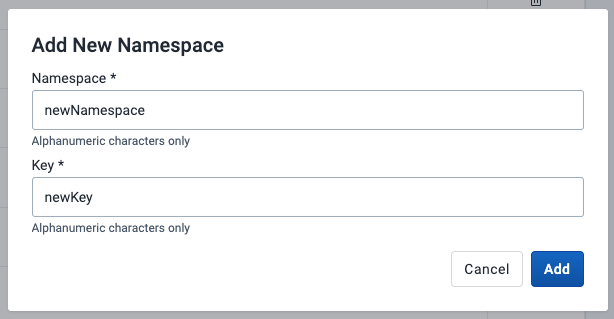 Add New Namespace
Namespace *
newNamespace
Alphanumeric characters only
Key *
newKey
Alphanumeric characters only
Cancel Add